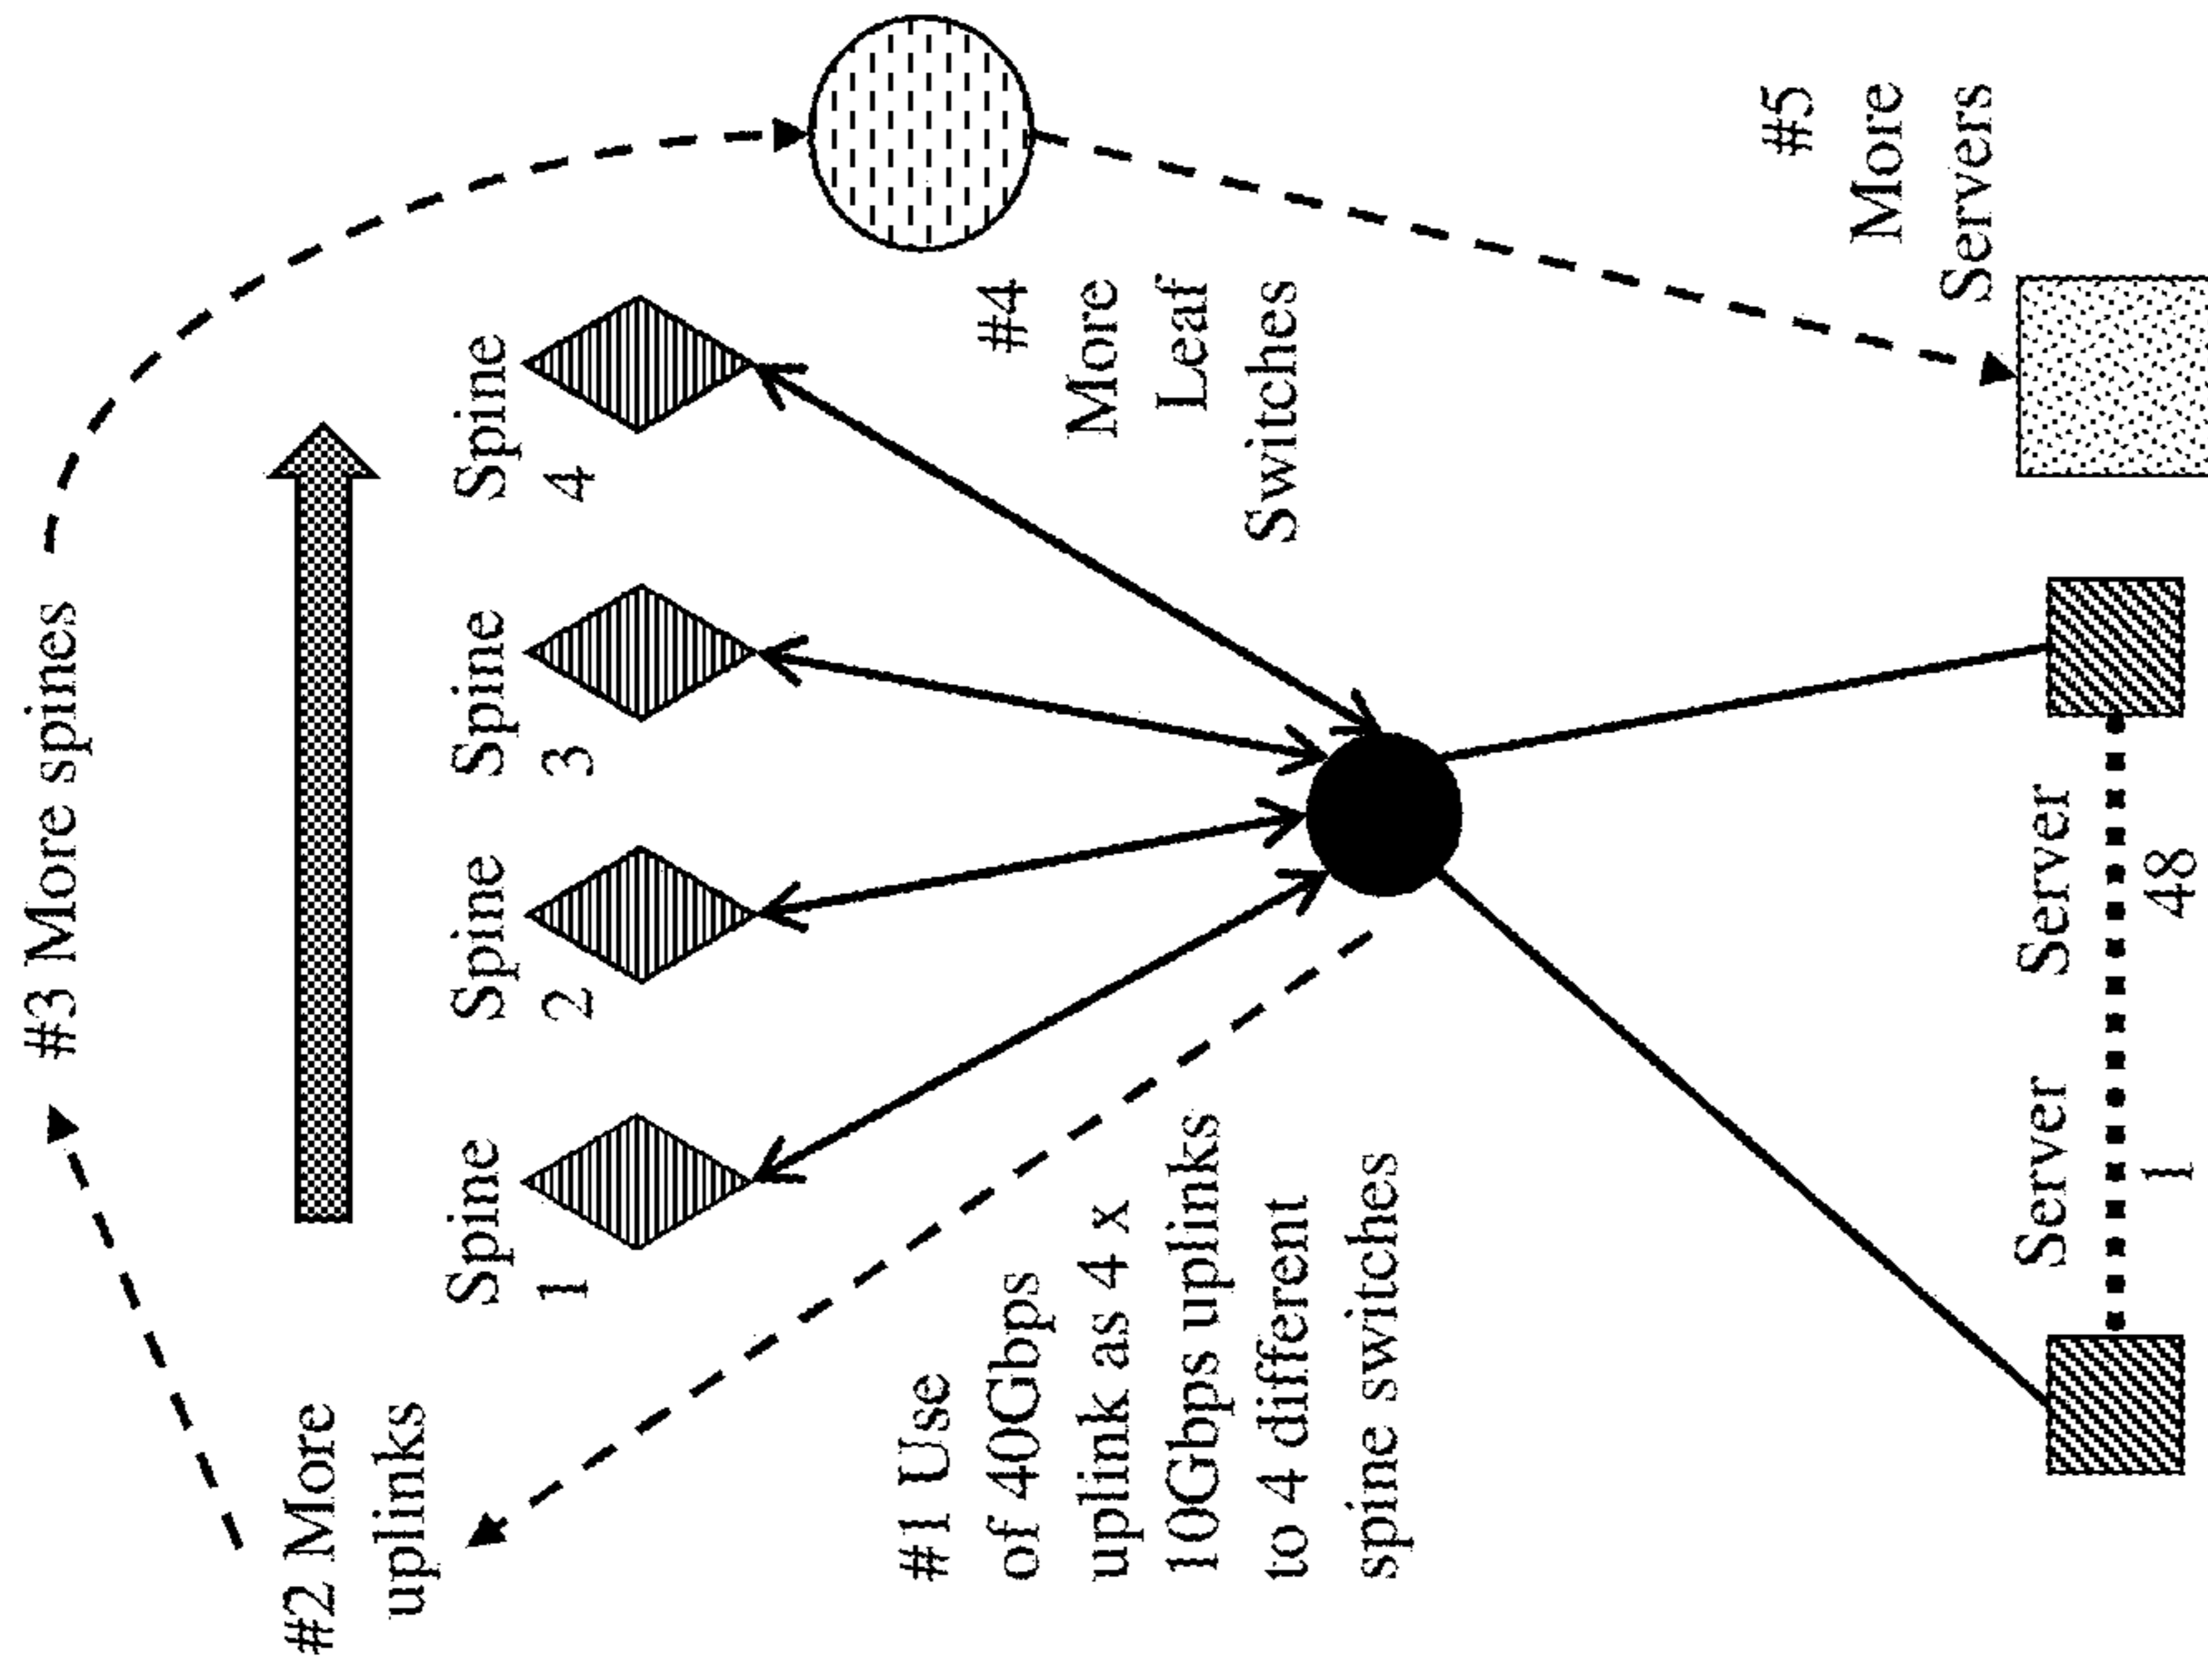 #3 More spines
#2 More
uplinks
Spine
1
Spine
2
Spine
3
Spine
4
#1 Use
of 40Gbps
uplink as 4 x
10Gbps uplinks
to 4 different
spine switches
#4
More
Leaf
Switches
#5
More
Servers
Server
1
Server
48